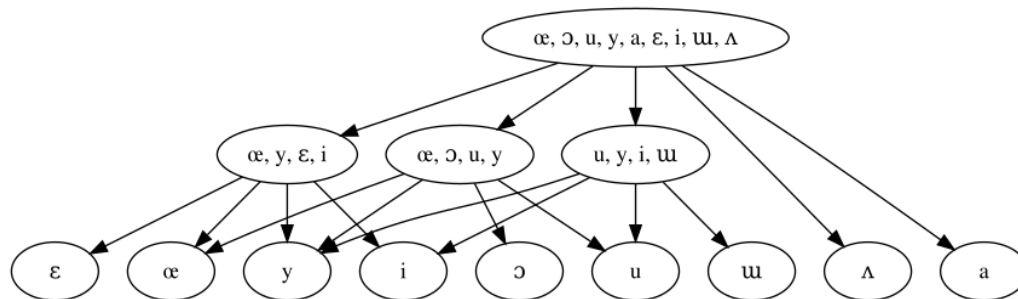 œ, ɔ, u, y, a, ɛ, i, ɯ, ʌ
œ, y, ɛ, i
œ, ɔ, u, y
u, y, i, ɯ
ɛ
œ
y
i
ɔ
u
ɯ
ʌ
a